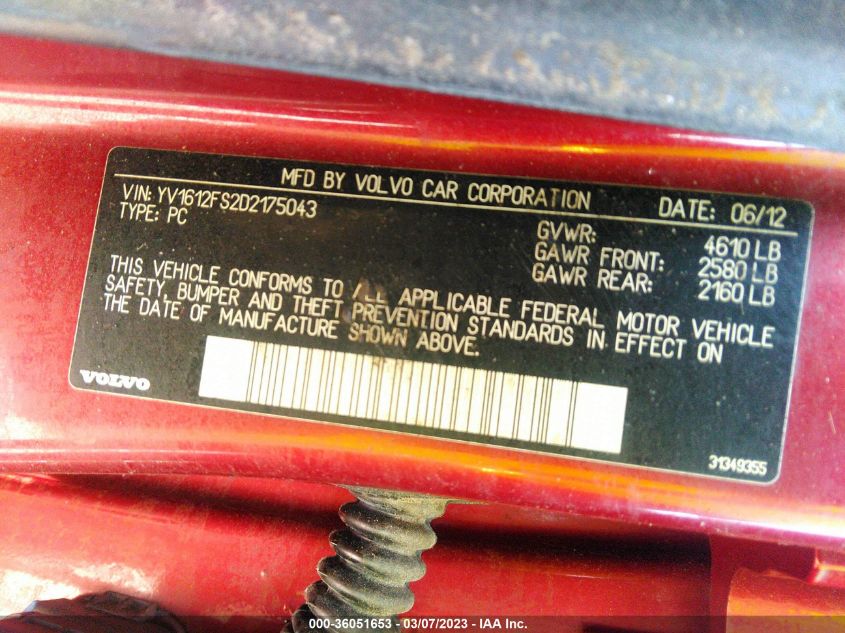 MFD BY VOLVO CAR CORPORATION
VIN: YV1612FS2D2175043 DATE: 06/12
TYPE: PC
GVWR: 4610 LB
GAWR FRONT: 2580 LB
GAWR REAR: 2160 LB
THIS VEHICLE CONFORMS TO ALL APPLICABLE FEDERAL MOTOR VEHICLE
SAFETY, BUMPER AND THEFT PREVENTION STANDARDS IN EFFECT ON
THE DATE OF MANUFACTURE SHOWN ABOVE.
VOLVO
31349355
000-36051653 — 03/07/2023 — IAA Inc.